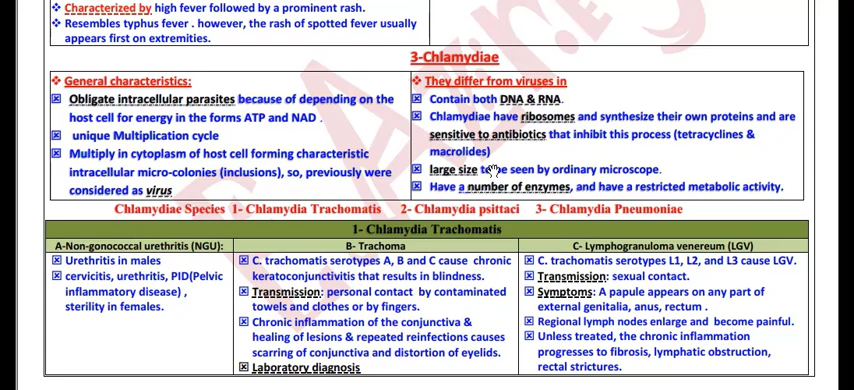 Characterized by high fever followed by a prominent rash.
Resembles typhus fever . however, the rash of spotted fever usually
appears first on extremities.
3-Chlamydiae
General characteristics:
Obligate intracellular parasites because of depending on the
host cell for energy in the forms ATP and NAD .
unique Multiplication cycle
Multiply in cytoplasm of host cell forming characteristic
intracellular micro-colonies (inclusions), so, previously were
considered as virus
They differ from viruses in
Contain both DNA & RNA.
Chlamydiae have ribosomes and synthesize their own proteins and are
sensitive to antibiotics that inhibit this process (tetracyclines &
macrolides)
large size to be seen by ordinary microscope.
Have a number of enzymes, and have a restricted metabolic activity.
Chlamydiae Species 1- Chlamydia Trachomatis 2- Chlamydia psittaci 3- Chlamydia Pneumoniae
1- Chlamydia Trachomatis
A-Non-gonococcal urethritis (NGU):
Urethritis in males
cervicitis, urethritis, PID(Pelvic
inflammatory disease) ,
sterility in females.
B- Trachoma
C. trachomatis serotypes A, B and C cause chronic
keratoconjunctivitis that results in blindness.
Transmission: personal contact by contaminated
towels and clothes or by fingers.
Chronic inflammation of the conjunctiva &
healing of lesions & repeated reinfections causes
scarring of conjunctiva and distortion of eyelids.
Laboratory diagnosis
C- Lymphogranuloma venereum (LGV)
C. trachomatis serotypes L1, L2, and L3 cause LGV.
Transmission: sexual contact.
Symptoms: A papule appears on any part of
external genitalia, anus, rectum .
Regional lymph nodes enlarge and become painful.
Unless treated, the chronic inflammation
progresses to fibrosis, lymphatic obstruction,
rectal strictures.